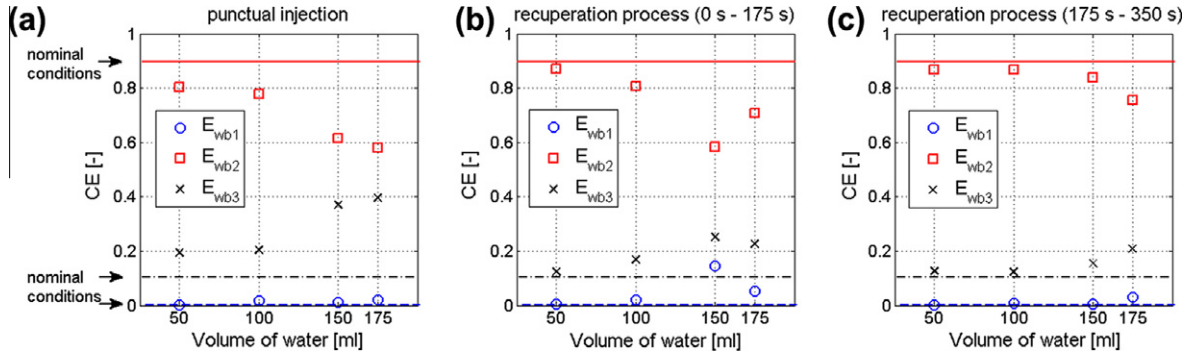 (a) punctual injection
nominal conditions
nominal conditions
CE [-]
1
0.8
0.6
0.4
0.2
0
E_wb1
E_wb2
E_wb3
50 100 150 175
Volume of water [ml]
(b) recuperation process (0 s - 175 s)
CE [-]
1
0.8
0.6
0.4
0.2
0
E_wb1
E_wb2
E_wb3
50 100 150 175
Volume of water [ml]
(c) recuperation process (175 s - 350 s)
CE [-]
1
0.8
0.6
0.4
0.2
0
E_wb1
E_wb2
E_wb3
50 100 150 175
Volume of water [ml]